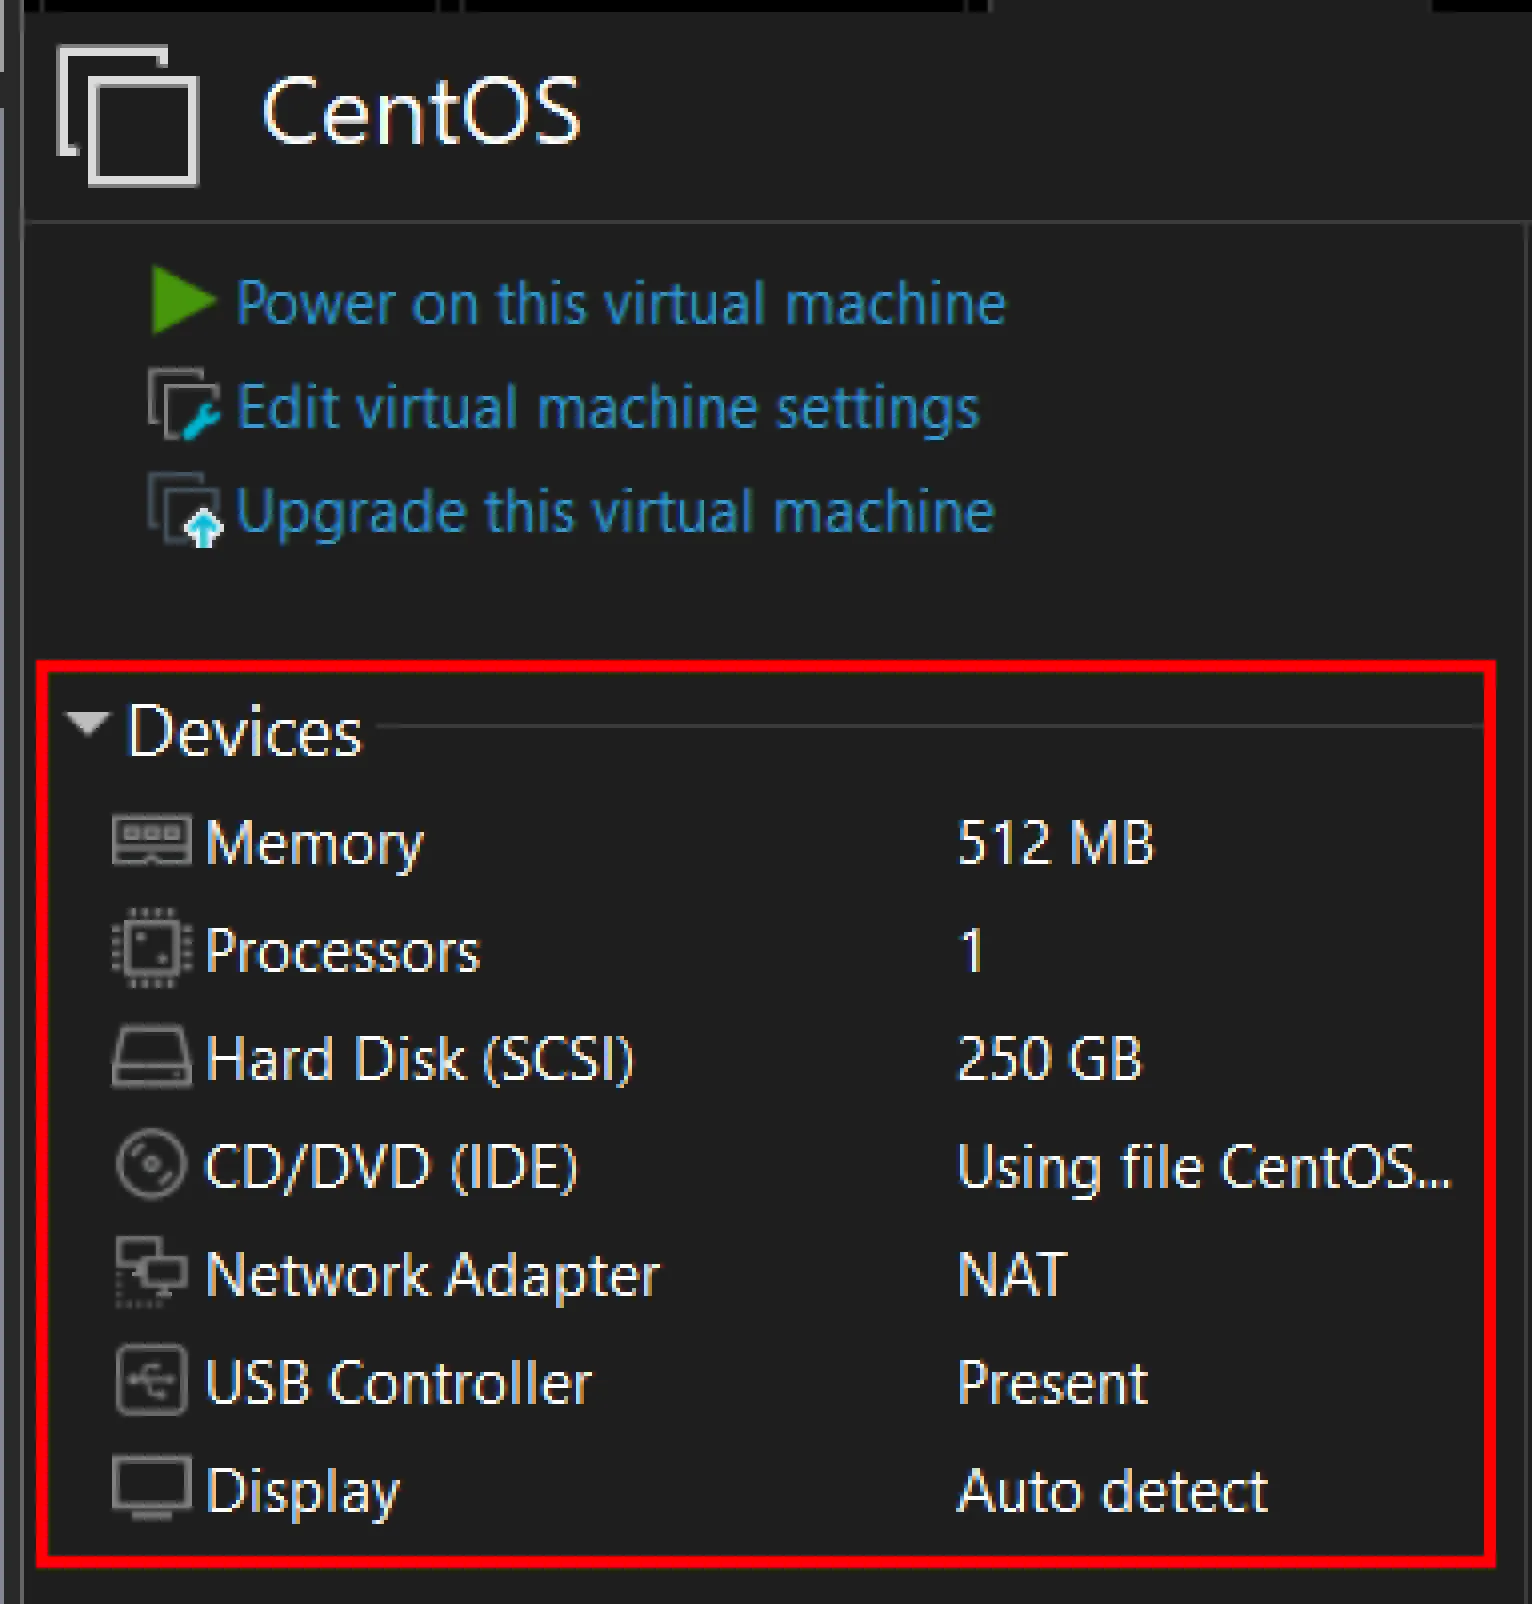 CentOS
Power on this virtual machine
Edit virtual machine settings
Upgrade this virtual machine
Devices
Memory 512 MB
Processors 1
Hard Disk (SCSI) 250 GB
CD/DVD (IDE) Using file CentOS...
Network Adapter NAT
USB Controller Present
Display Auto detect